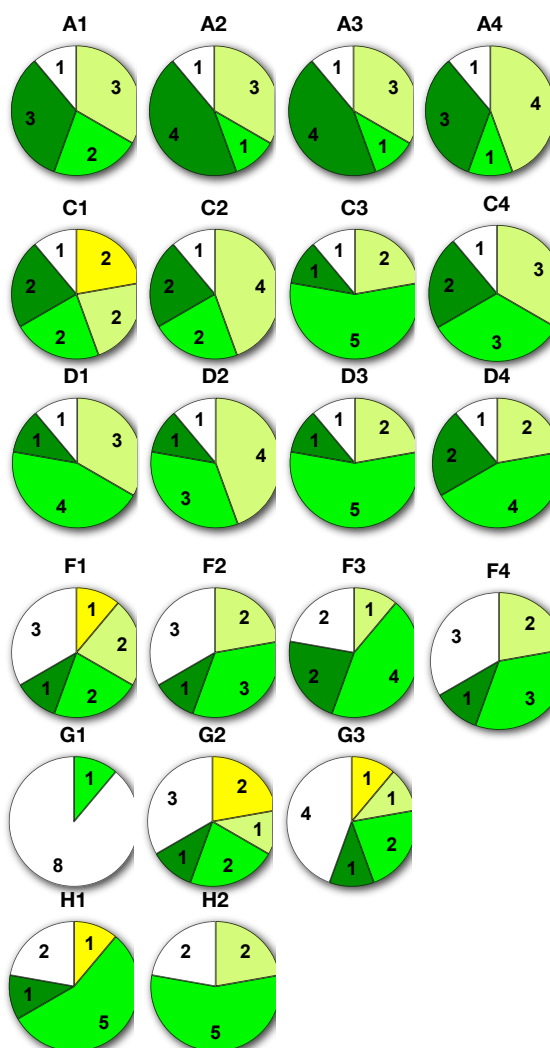 A1 A2 A3 A4
1 3 1 3 1 3 1 4
3 2 4 1 4 1 3 1
C1 C2 C3 C4
1 2 1 4 1 2 1 3
2 2 2 2 2 1 5 2 3
D1 D2 D3 D4
1 3 1 4 1 2 1 2
1 4 1 3 1 5 2 4
F1 F2 F3 F4
3 1 2 3 2 2 1 3 2
1 2 1 3 2 4 1 3
G1 G2 G3
1 3 2 1 4 1 1
8 1 2 1 2
H1 H2
2 1 2 2
1 5 5